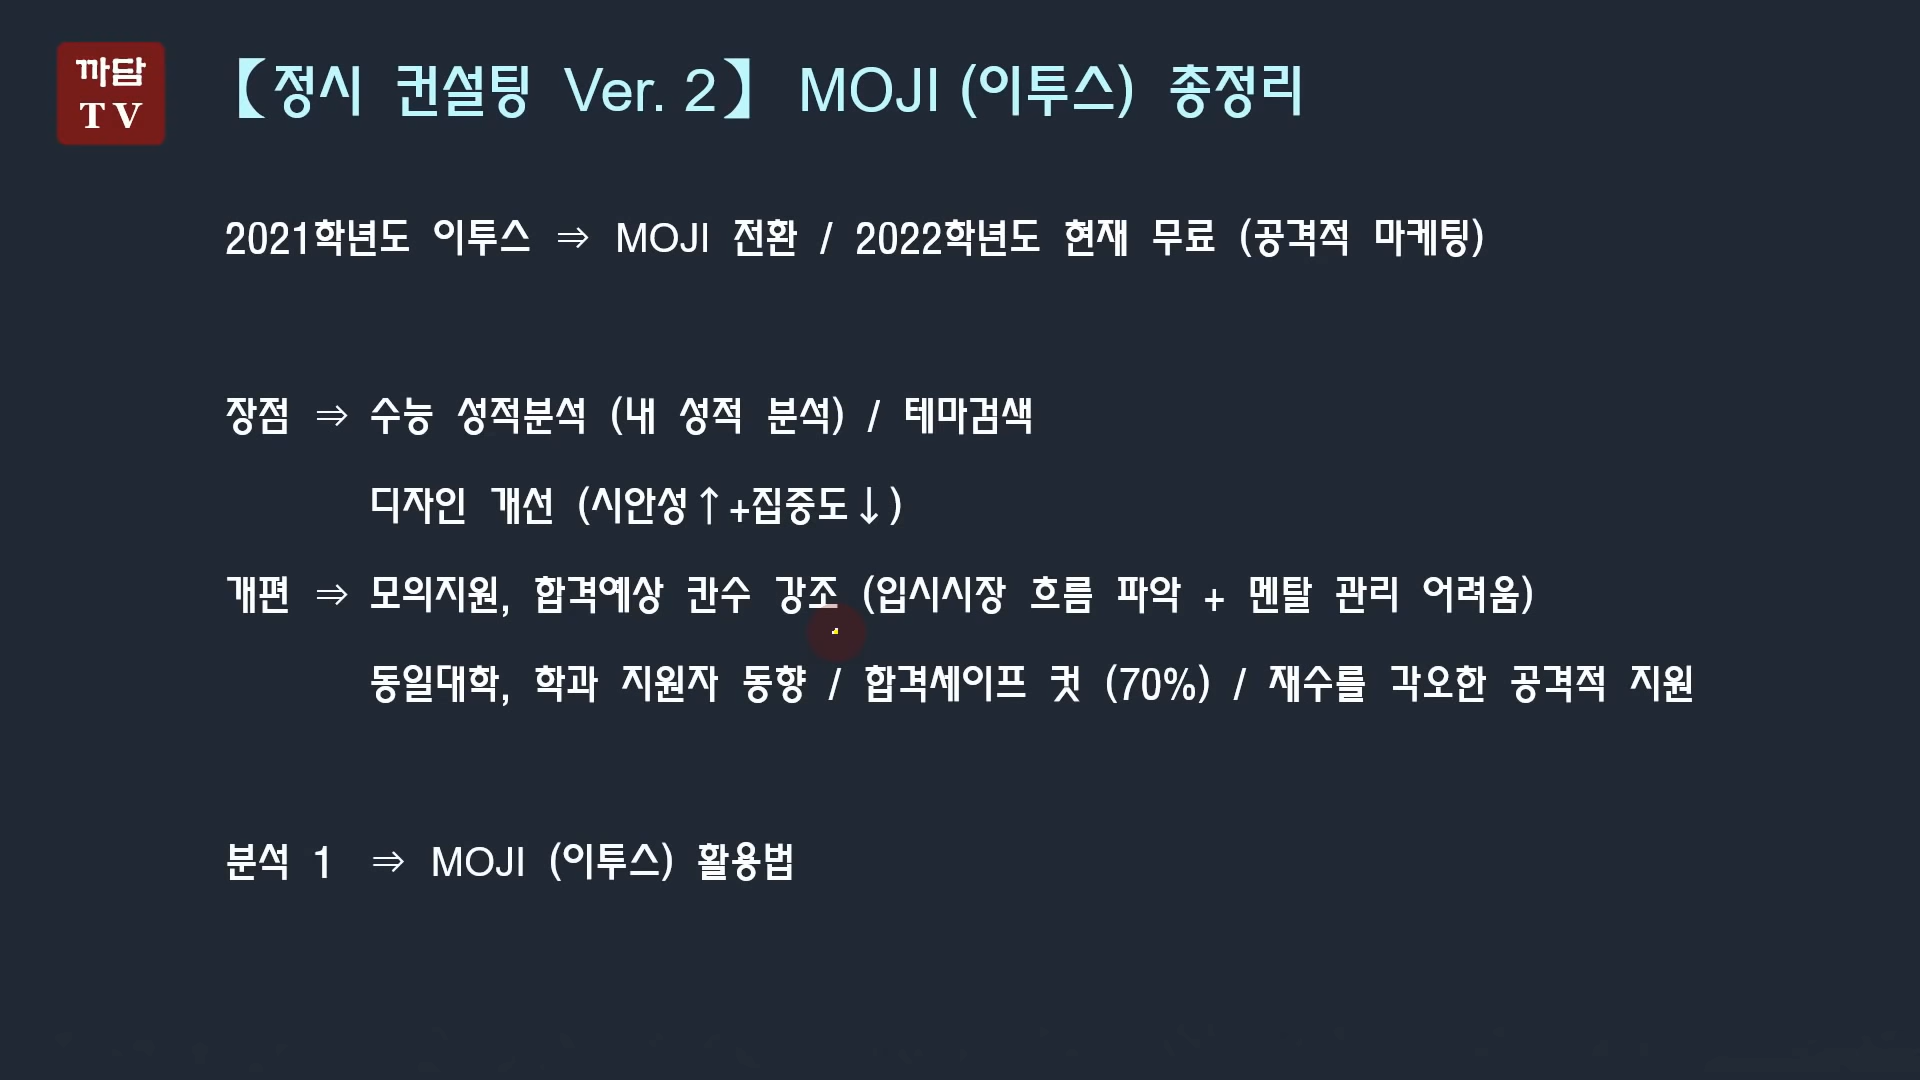 까담
TV
【정시 컨설팅 Ver. 2】 MOJI (이투스) 총정리
2021학년도 이투스 ⇒ MOJI 전환 / 2022학년도 현재 무료 (공격적 마케팅)
장점 ⇒ 수능 성적분석 (내 성적 분석) / 테마검색
디자인 개선 (시안성↑+집중도↓)
개편 ⇒ 모의지원, 합격예상 칸수 강조 (입시시장 흐름 파악 + 멘탈 관리 어려움)
동일대학, 학과 지원자 동향 / 합격세이프 컷 (70%) / 재수를 각오한 공격적 지원
분석 1 ⇒ MOJI (이투스) 활용법